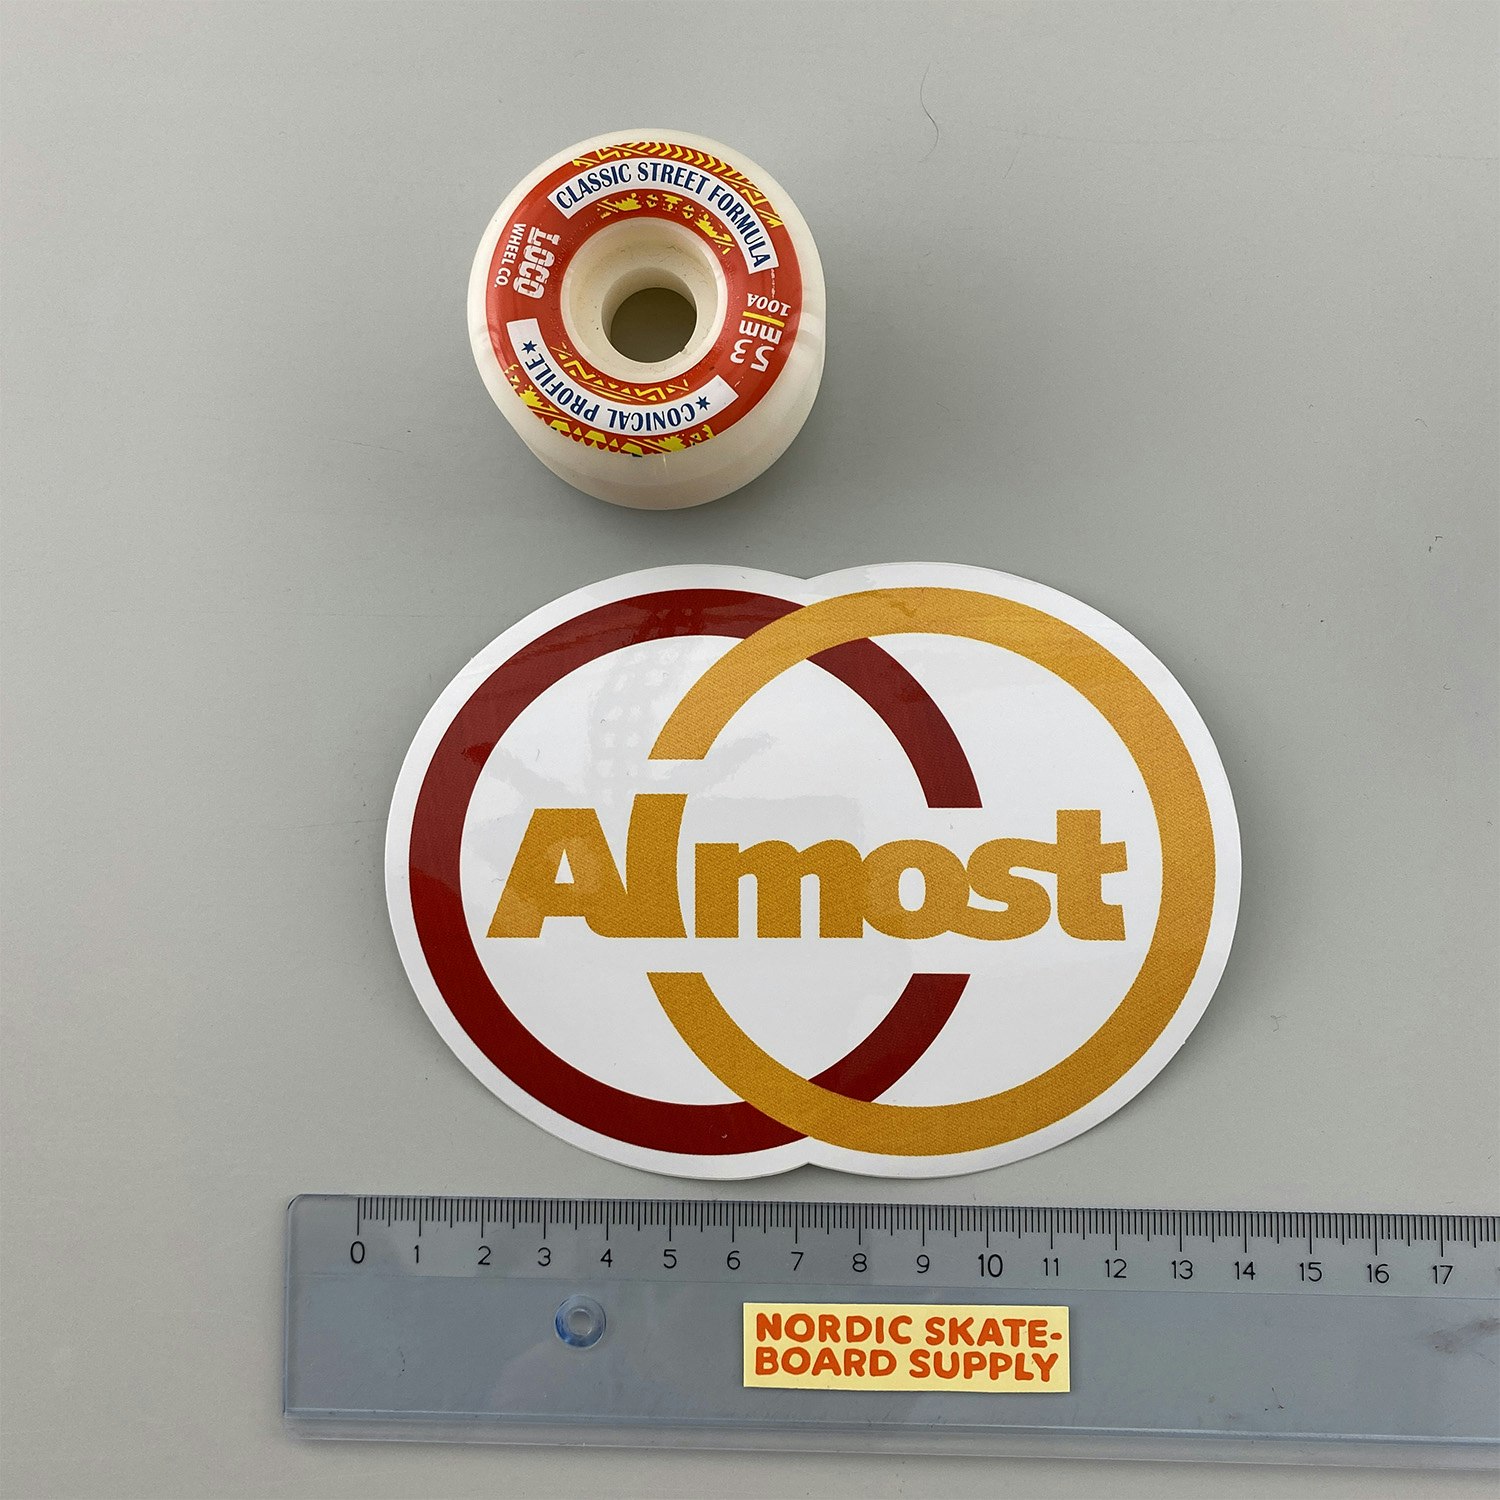 CLASSIC STREET FORMULA
LOCO
WHEEL CO.
100A
53
mm
★CONICAL PROFILE★
Almost
0 1 2 3 4 5 6 7 8 9 10 11 12 13 14 15 16 17
NORDIC SKATE-
BOARD SUPPLY